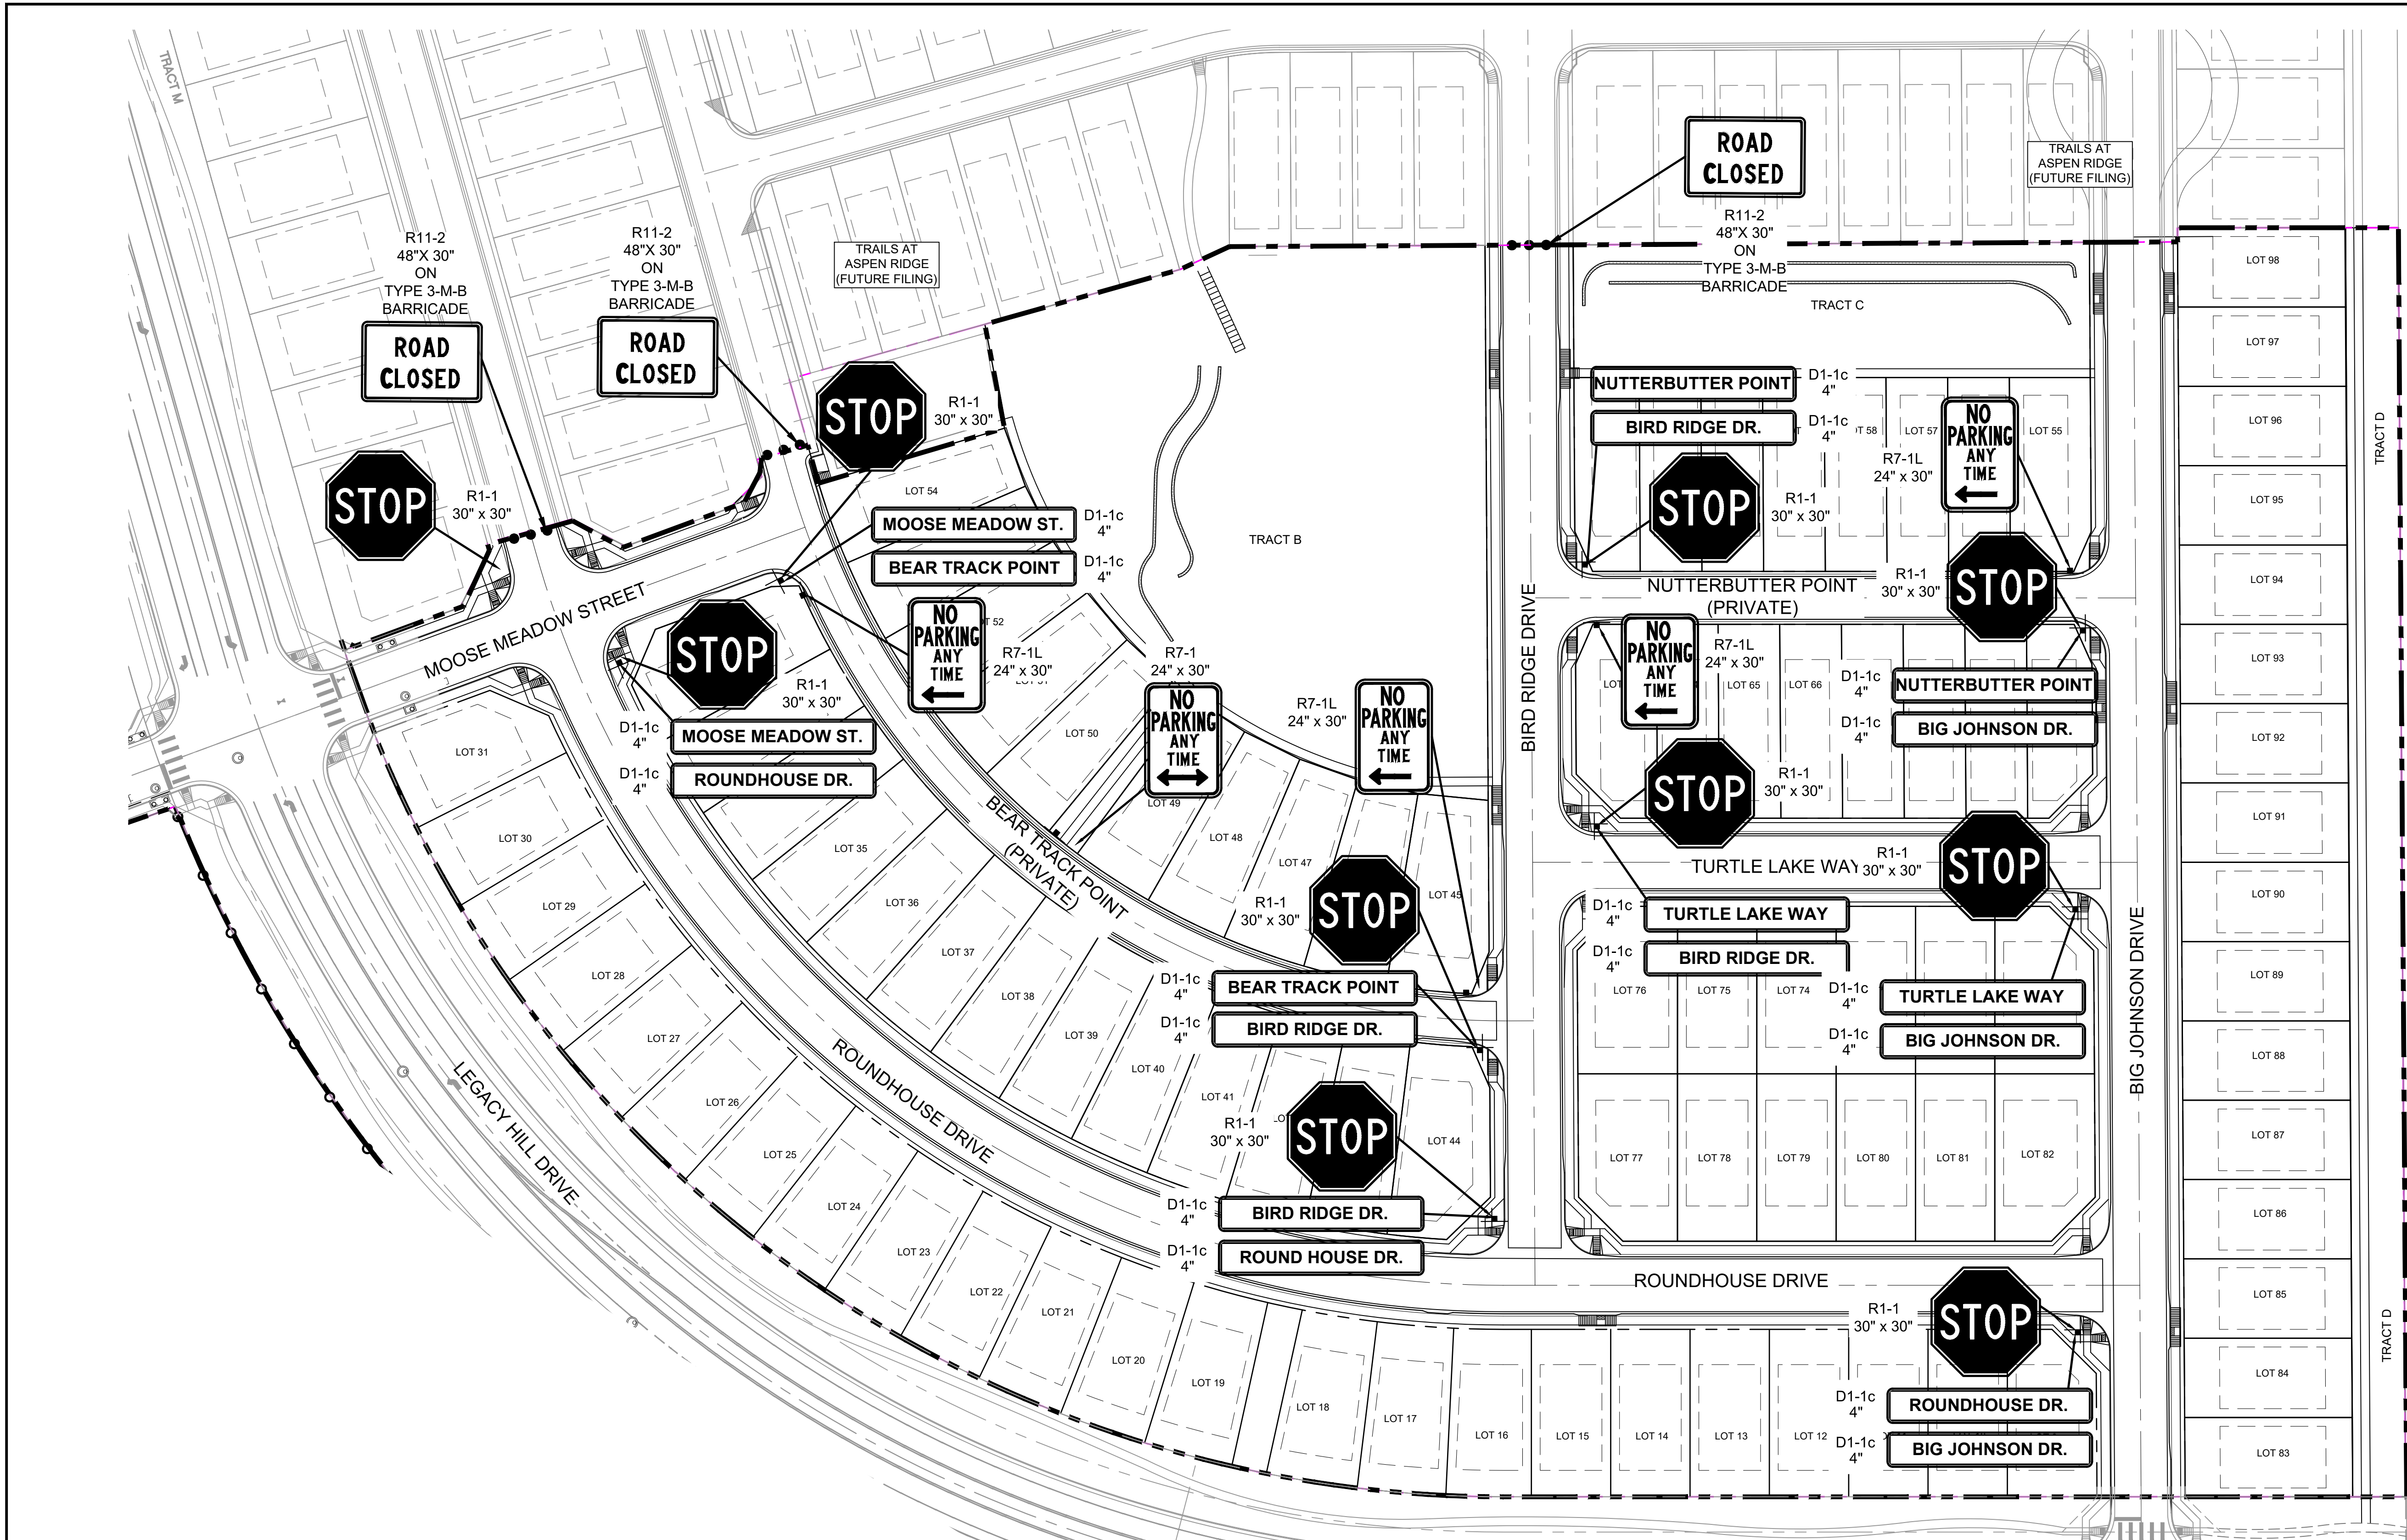 TRACT M
ROAD
CLOSED
R11-2
48"X 30"
ON
TYPE 3-M-B
BARRICADE
TRAILS AT
ASPEN RIDGE
(FUTURE FILING)
R11-2
48"X 30"
ON
TYPE 3-M-B
BARRICADE
ROAD
CLOSED
R11-2
48"X 30"
ON
TYPE 3-M-B
BARRICADE
ROAD
CLOSED
TRAILS AT
ASPEN RIDGE
(FUTURE FILING)
TRACT C
STOP
R1-1
30" x 30"
STOP
R1-1
30" x 30"
LOT 54
MOOSE MEADOW ST.
D1-1c
4"
BEAR TRACK POINT
D1-1c
4"
TRACT B
NO
PARKING
ANY
TIME
R7-1L
24" x 30"
MOOSE MEADOW STREET
STOP
R1-1
30" x 30"
D1-1c
4"
MOOSE MEADOW ST.
D1-1c
4"
ROUNDHOUSE DR.
R7-1
24" x 30"
NO
PARKING
ANY
TIME
R7-1L
24" x 30"
NO
PARKING
ANY
TIME
NUTTERBUTTER POINT
D1-1c
4"
BIRD RIDGE DR.
D1-1c
4"
LOT 57
LOT 55
NO
PARKING
ANY
TIME
R7-1L
24" x 30"
STOP
R1-1
30" x 30"
NUTTERBUTTER POINT
(PRIVATE)
R1-1
30" x 30"
STOP
NO
PARKING
ANY
TIME
R7-1L
24" x 30"
LOT 65
LOT 66
D1-1c
4"
NUTTERBUTTER POINT
D1-1c
4"
BIG JOHNSON DR.
STOP
R1-1
30" x 30"
TURTLE LAKE WAY
R1-1
30" x 30"
STOP
D1-1c
4"
TURTLE LAKE WAY
D1-1c
4"
BIRD RIDGE DR.
LOT 76
LOT 75
LOT 74
D1-1c
4"
TURTLE LAKE WAY
D1-1c
4"
BIG JOHNSON DR.
LOT 77
LOT 78
LOT 79
LOT 80
LOT 81
LOT 82
BIRD RIDGE DRIVE
BIG JOHNSON DRIVE
LOT 50
LOT 49
LOT 48
LOT 47
LOT 45
BEAR TRACK POINT
(PRIVATE)
R1-1
30" x 30"
STOP
D1-1c
4"
BEAR TRACK POINT
D1-1c
4"
BIRD RIDGE DR.
LOT 35
LOT 36
LOT 37
LOT 38
LOT 39
LOT 40
LOT 41
LOT 44
R1-1
30" x 30"
STOP
D1-1c
4"
BIRD RIDGE DR.
D1-1c
4"
ROUND HOUSE DR.
ROUNDHOUSE DRIVE
ROUNDHOUSE DRIVE
LEGACY HILL DRIVE
LOT 31
LOT 30
LOT 29
LOT 28
LOT 27
LOT 26
LOT 25
LOT 24
LOT 23
LOT 22
LOT 21
LOT 20
LOT 19
LOT 18
LOT 17
LOT 16
LOT 15
LOT 14
LOT 13
LOT 12
R1-1
30" x 30"
STOP
D1-1c
4"
ROUNDHOUSE DR.
D1-1c
4"
BIG JOHNSON DR.
LOT 98
LOT 97
LOT 96
LOT 95
LOT 94
LOT 93
LOT 92
LOT 91
LOT 90
LOT 89
LOT 88
LOT 87
LOT 86
LOT 85
LOT 84
LOT 83
TRACT D
TRACT D